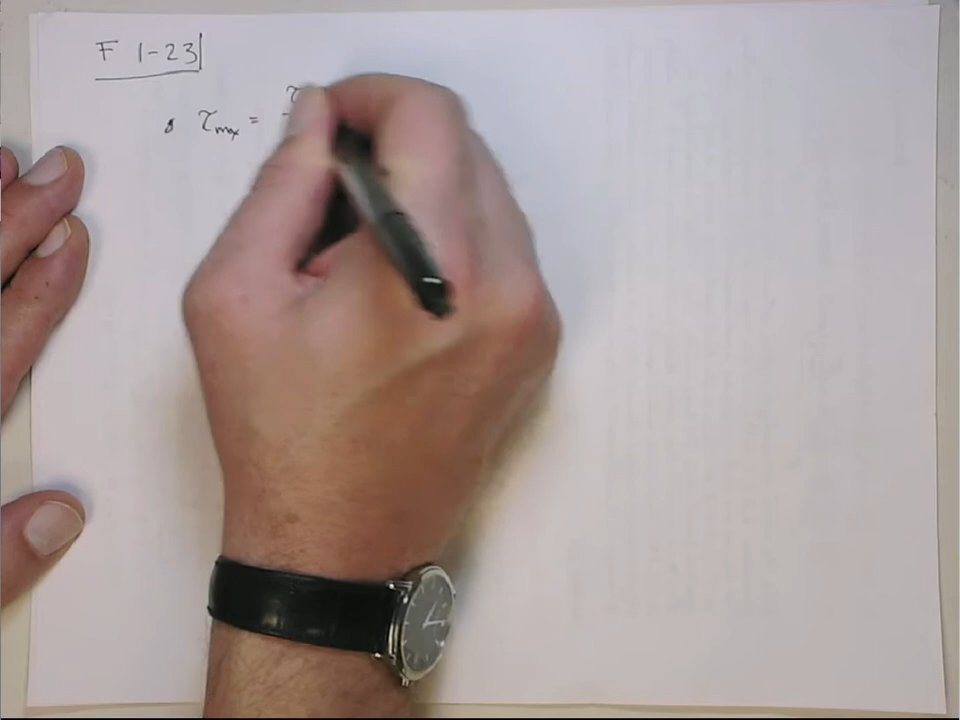 F 1-23
• τmax = τ